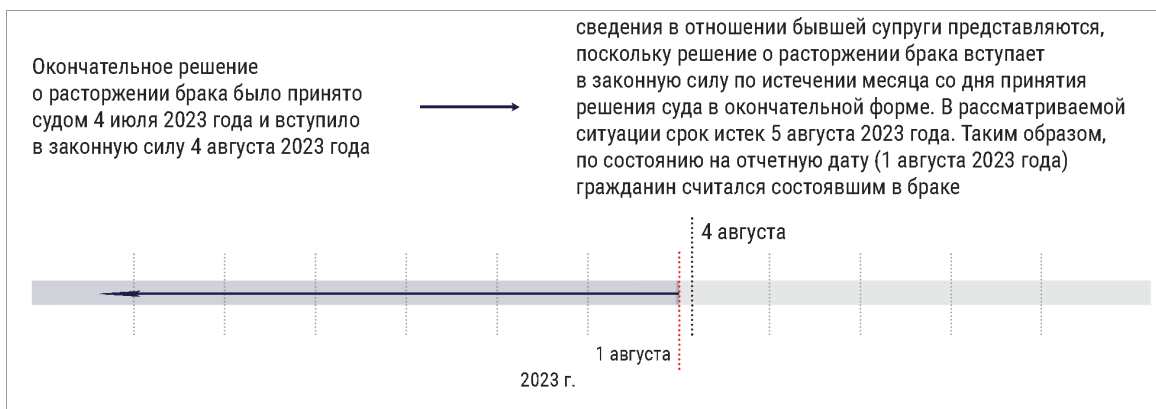 Окончательное решение
о расторжении брака было принято
судом 4 июля 2023 года и вступило
в законную силу 4 августа 2023 года
сведения в отношении бывшей супруги представляются,
поскольку решение о расторжении брака вступает
в законную силу по истечении месяца со дня принятия
решения суда в окончательной форме. В рассматриваемой
ситуации срок истек 5 августа 2023 года. Таким образом,
по состоянию на отчетную дату (1 августа 2023 года)
гражданин считался состоявшим в браке
4 августа
1 августа
2023 г.